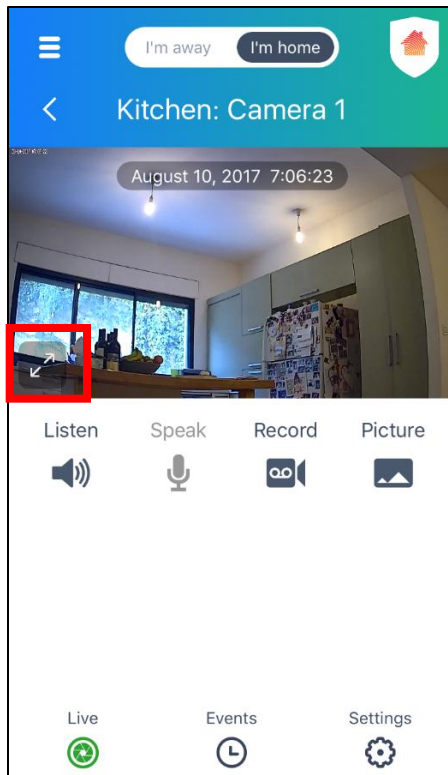 I'm away I'm home
Kitchen: Camera 1
August 10, 2017 7:06:23
Listen Speak Record Picture
Live Events Settings